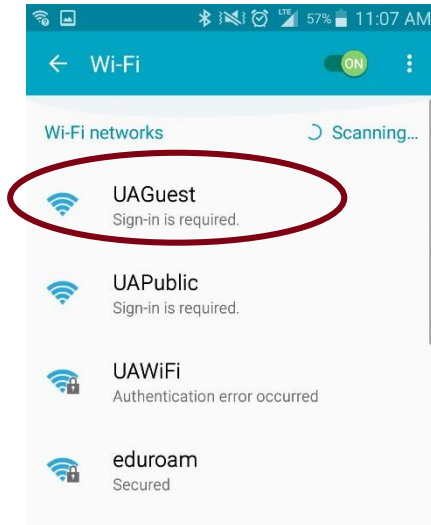 LTE 57% 11:07 AM
Wi-Fi ON
Wi-Fi networks Scanning...
UAGuest
Sign-in is required.
UAPublic
Sign-in is required.
UAWiFi
Authentication error occurred
eduroam
Secured